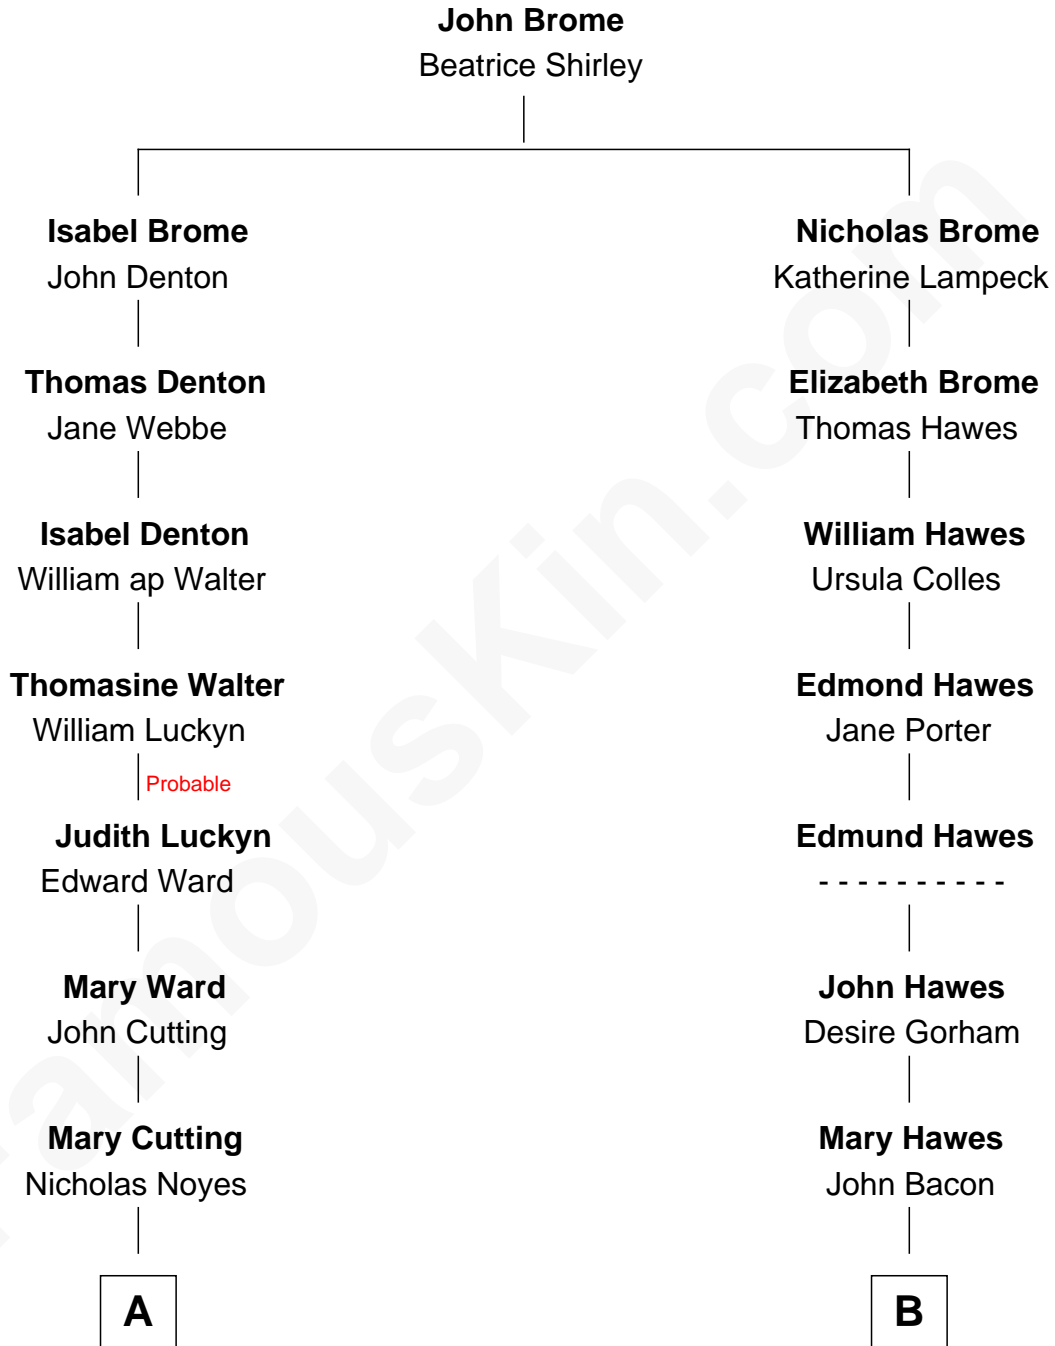 John Brome
Beatrice Shirley
Isabel Brome
John Denton
Nicholas Brome
Katherine Lampeck
Thomas Denton
Jane Webbe
Elizabeth Brome
Thomas Hawes
Isabel Denton
William ap Walter
William Hawes
Ursula Colles
Thomasine Walter
William Luckyn
Edmond Hawes
Jane Porter
Probable
Judith Luckyn
Edward Ward
Edmund Hawes
- - - - - - - - - -
Mary Ward
John Cutting
John Hawes
Desire Gorham
Mary Cutting
Nicholas Noyes
Mary Hawes
John Bacon
A
B
FamousKin.com